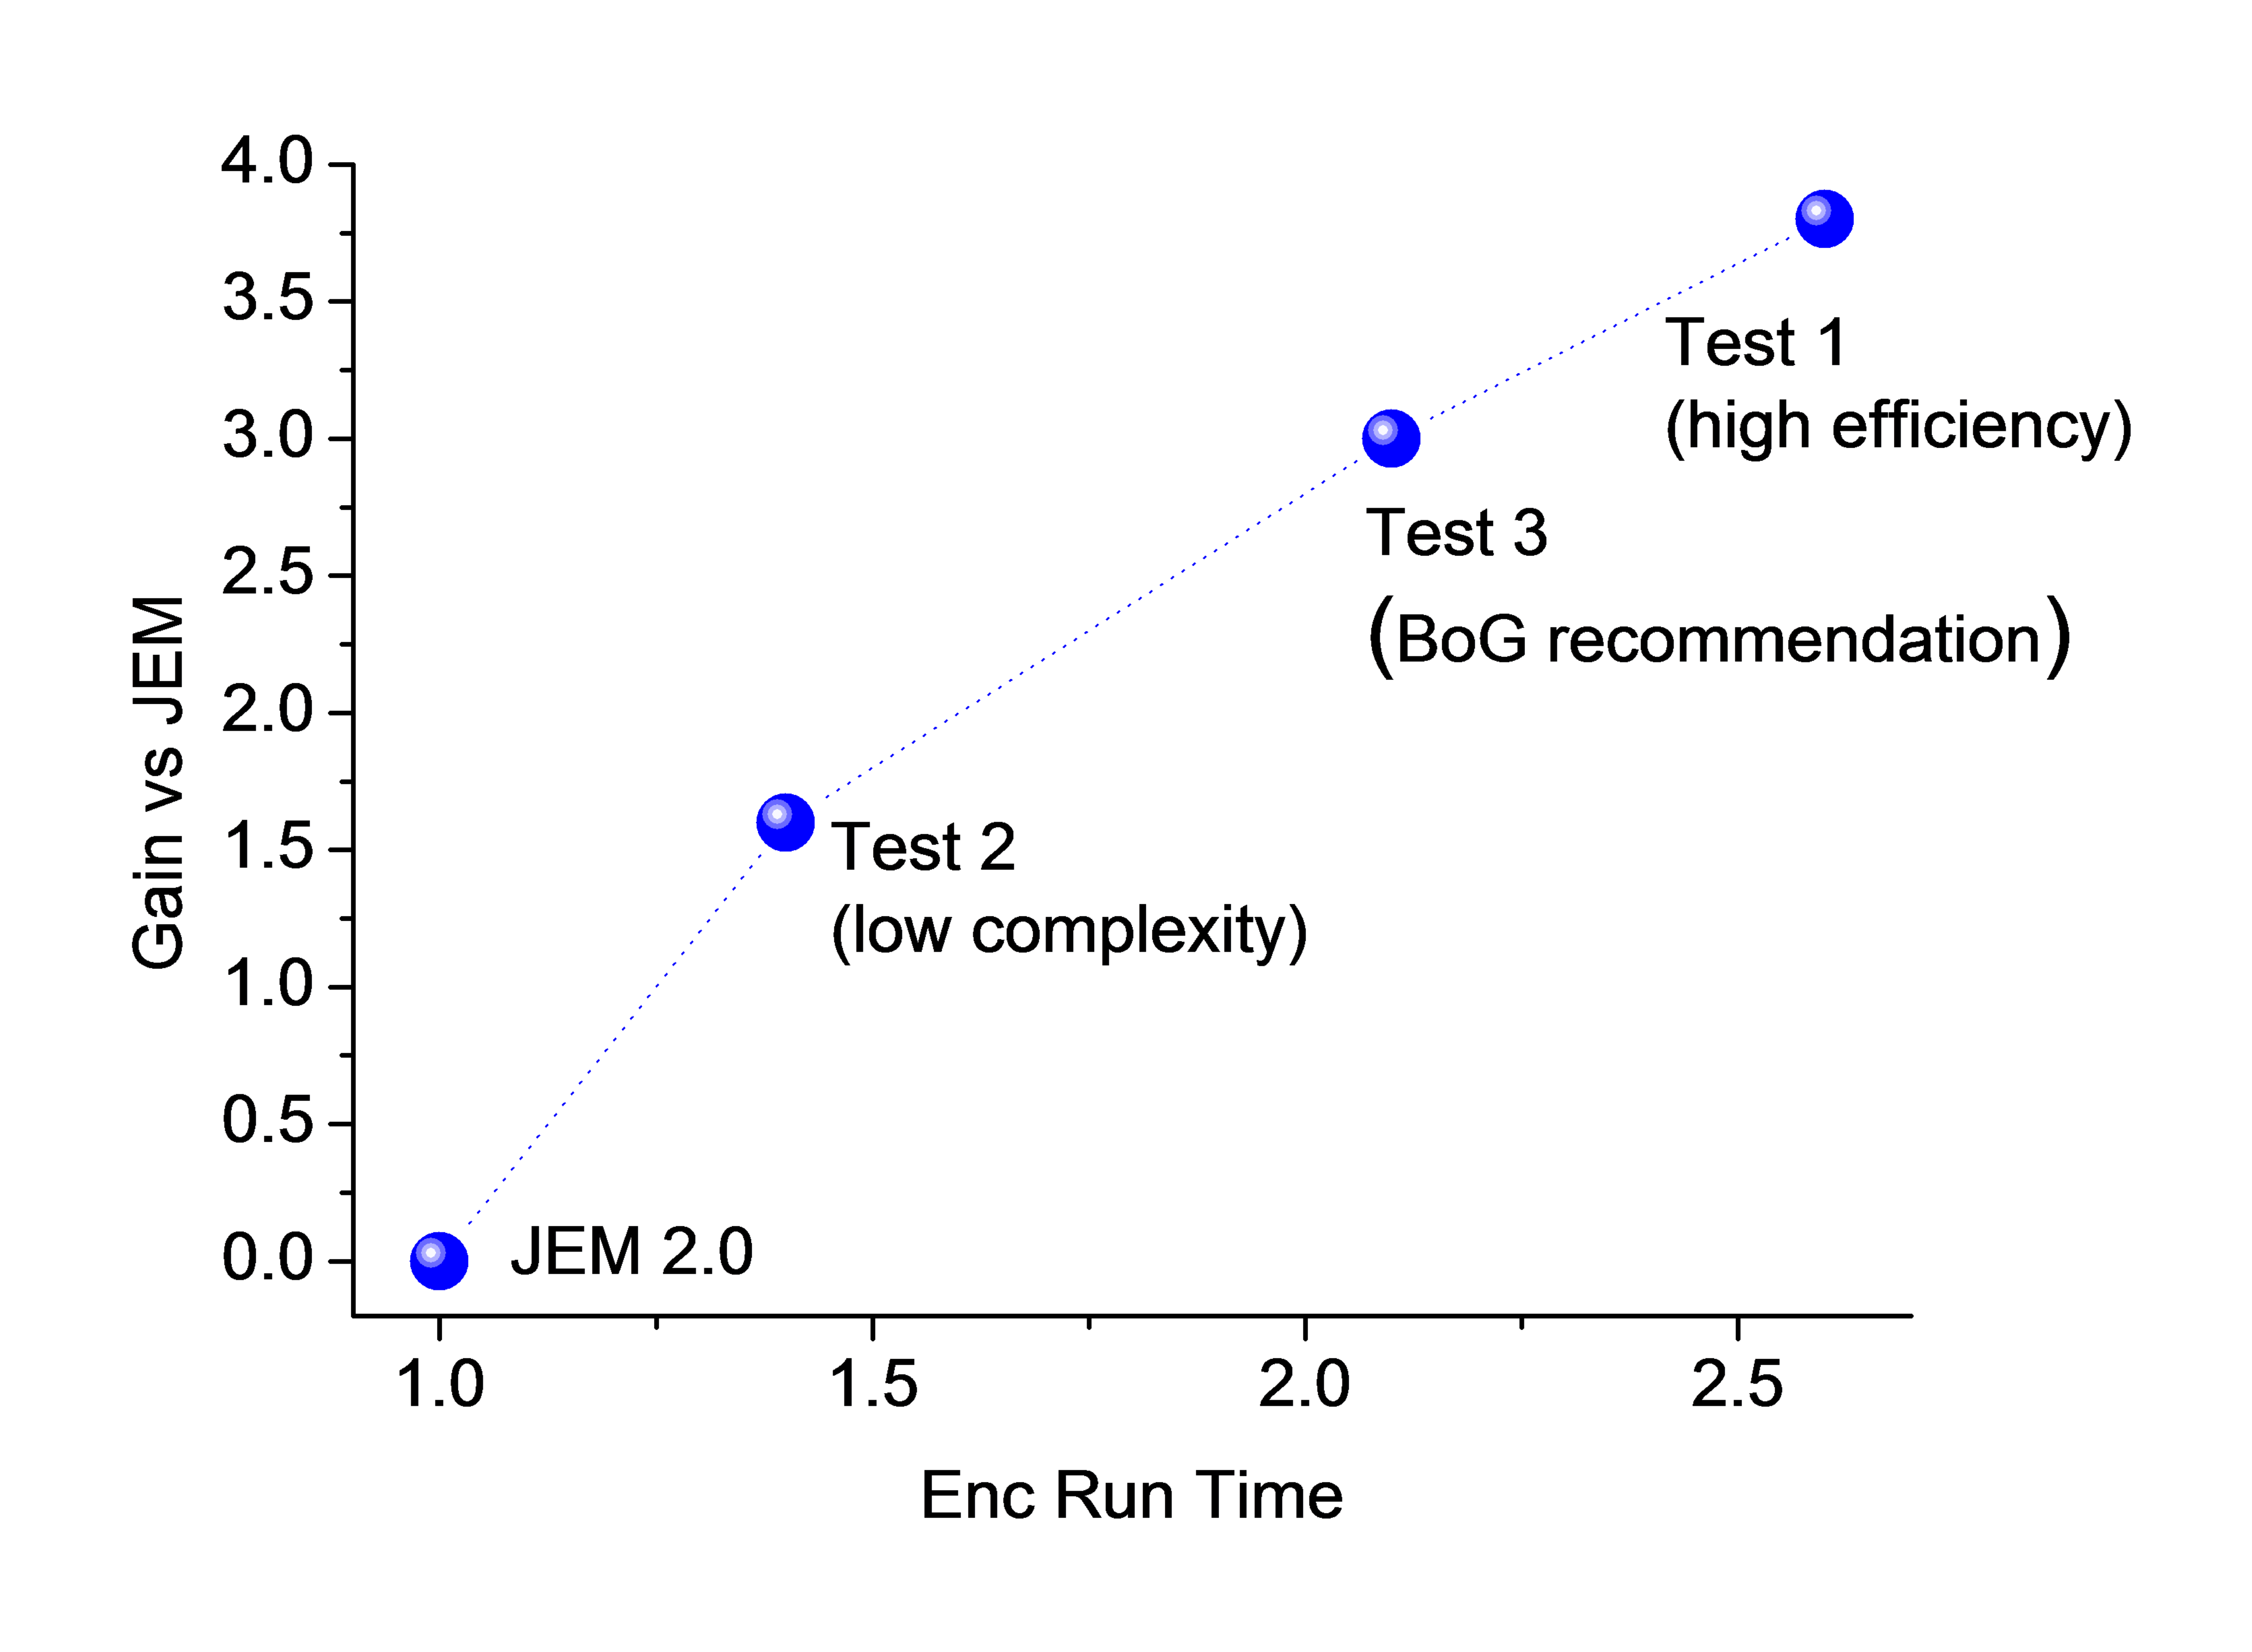 4.0
3.5
3.0
2.5
2.0
1.5
1.0
0.5
0.0
Gain vs JEM
Test 1
(high efficiency)
Test 3
(BoG recommendation)
Test 2
(low complexity)
JEM 2.0
1.0 1.5 2.0 2.5
Enc Run Time